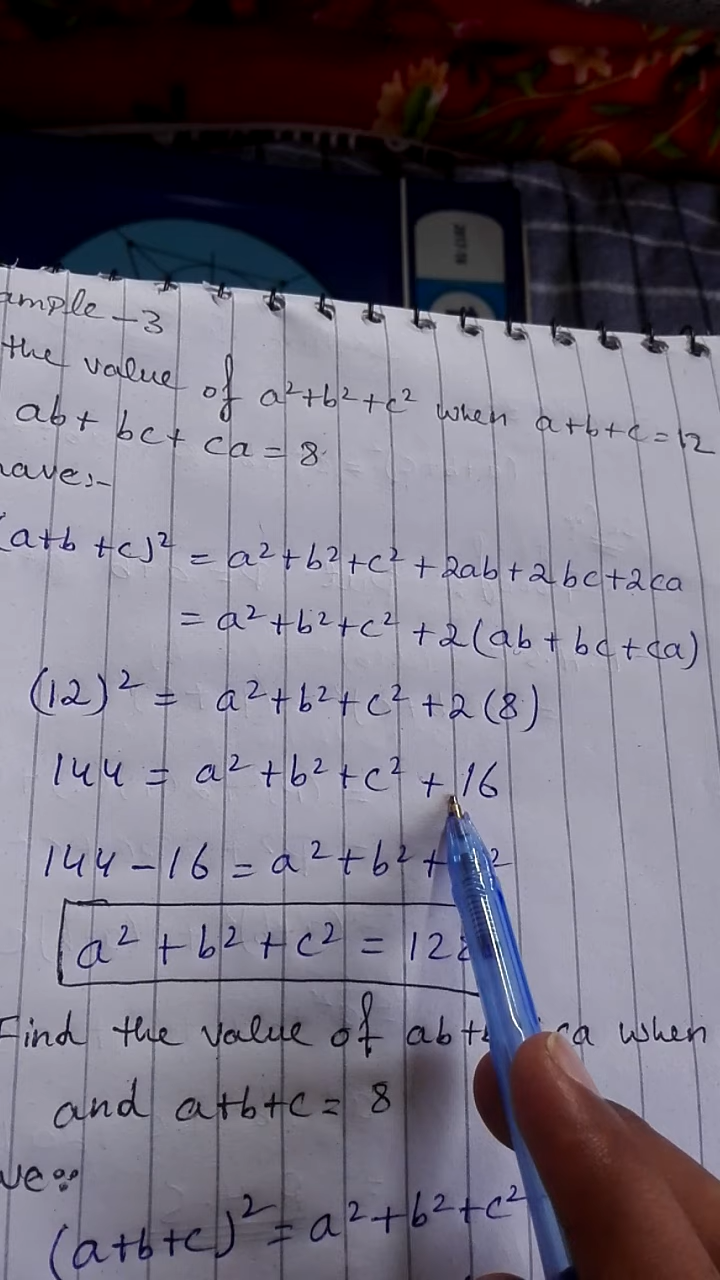 ample - 3
the value of a²+b²+c² when a+b+c=12
ab+bc+ca=8
have:-
(a+b+c)² = a²+b²+c²+2ab+2bc+2ca
= a²+b²+c²+2(ab+bc+ca)
(12)² = a²+b²+c²+2(8)
144 = a²+b²+c²+16
144-16 = a²+b²+ ²
a²+b²+c² = 128
Find the value of ab+b ca when
and a+b+c= 8
ve:
(a+b+c)² = a²+b²+c²